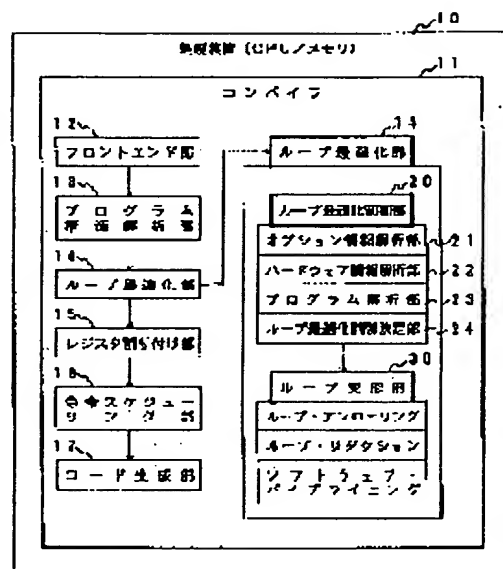 10
処理装置(CPU/メモリ)
11
コンパイラ
12
フロントエンド部
13
プログラム
構造解析部
14
ループ最適化部
15
レジスタ割り付け部
16
命令スケジュー
リング部
17
コード生成部
14
ループ最適化部
20
ループ最適化制御部
オプション情報解析部
21
ハードウェア情報解析部
22
プログラム解析部
23
ループ最適化制御決定部
24
30
ループ変形部
ループ・アンローリング
ループ・リダクション
ソフトウェア・
パイプライニング